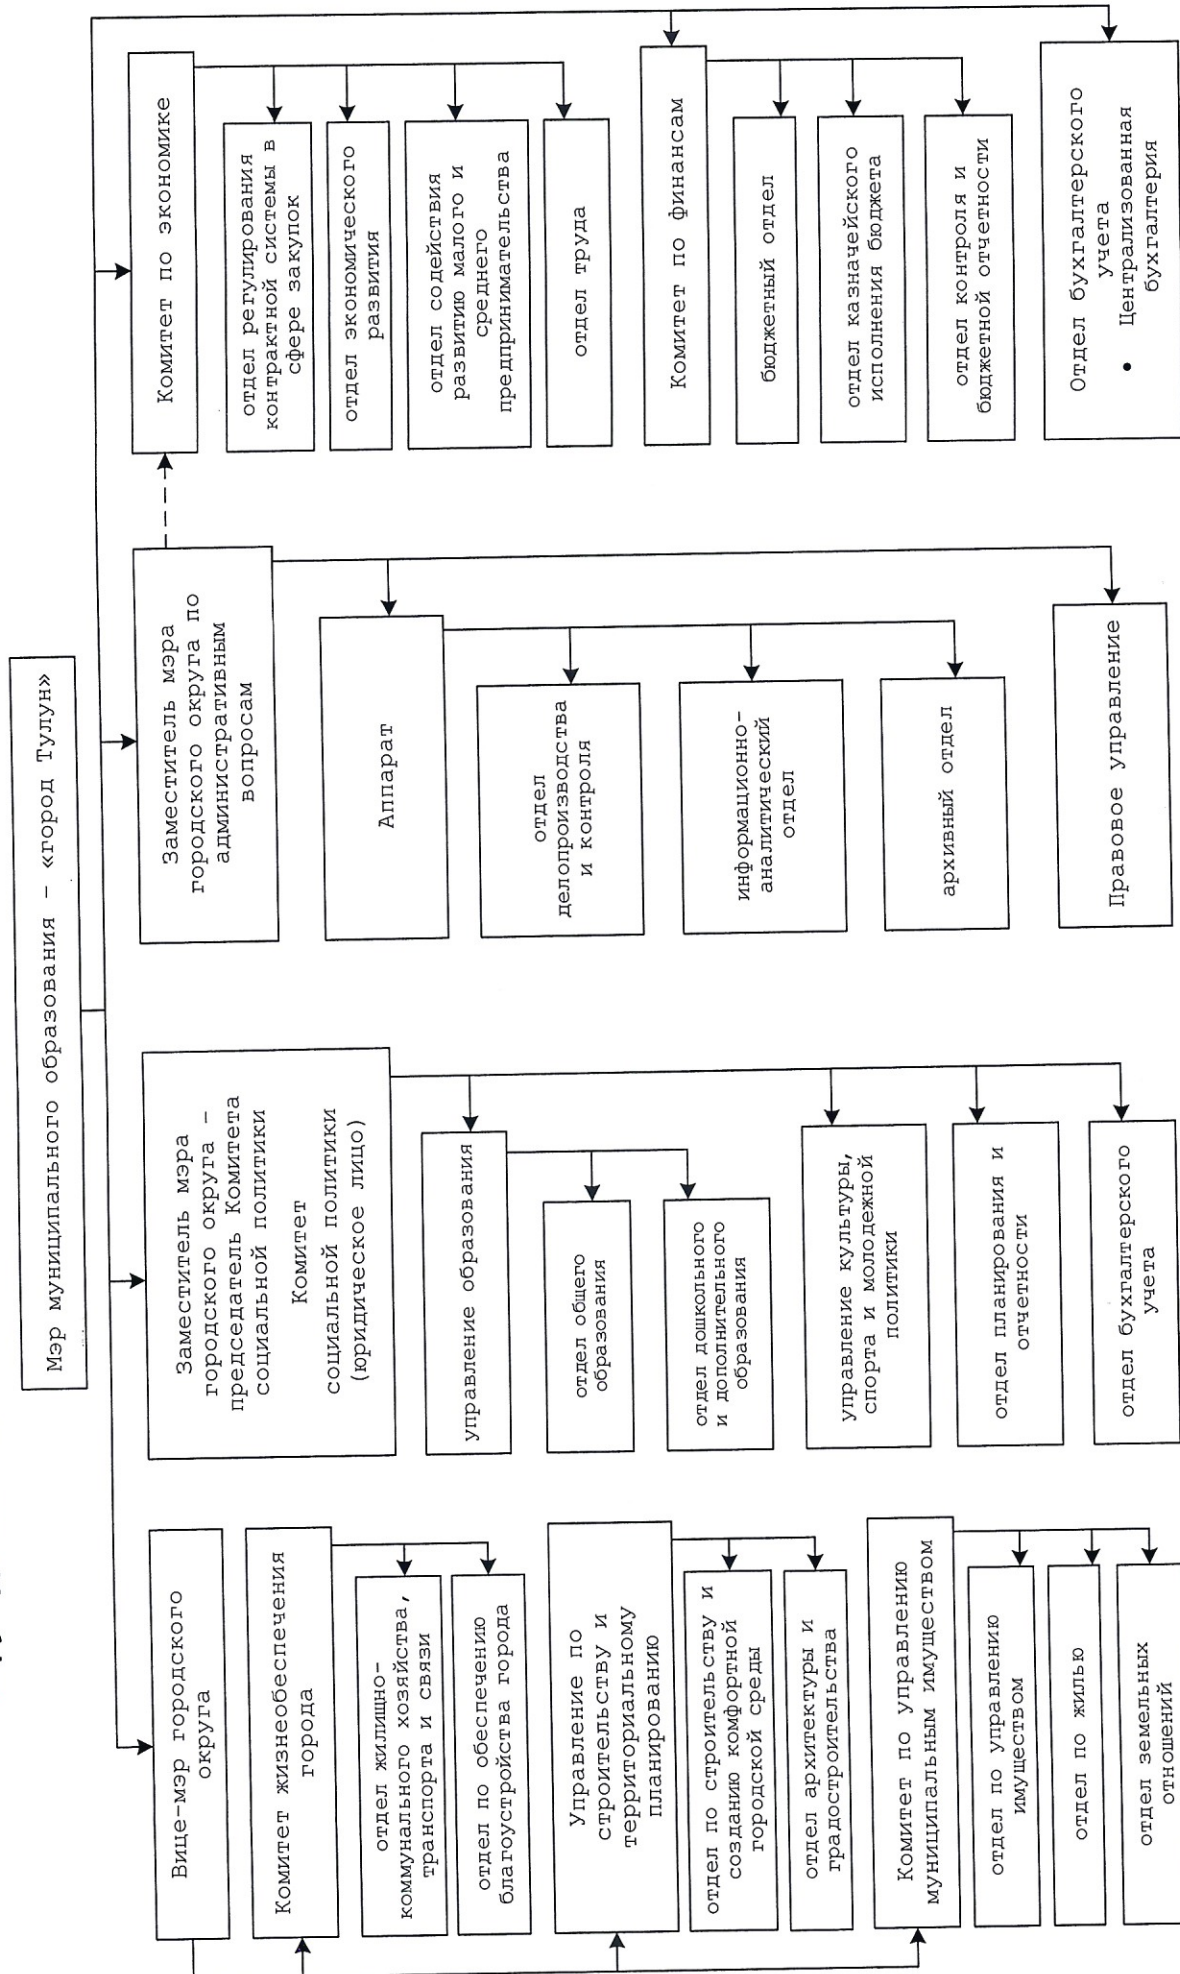 Мэр муниципального образования – «город Тулун»
Вице-мэр городского
округа
Комитет жизнеобеспечения
города
отдел жилищно-
коммунального хозяйства,
транспорта и связи
отдел по обеспечению
благоустройства города
Управление по
строительству и
территориальному
планированию
отдел по строительству и
созданию комфортной
городской среды
отдел архитектуры и
градостроительства
Комитет по управлению
муниципальным имуществом
отдел по управлению
имуществом
отдел по жилью
отдел земельных
отношений
Заместитель мэра
городского округа –
председатель Комитета
социальной политики
Комитет
социальной политики
(юридическое лицо)
управление образования
отдел общего
образования
отдел дошкольного
и дополнительного
образования
управление культуры,
спорта и молодежной
политики
отдел планирования и
отчетности
отдел бухгалтерского
учета
Заместитель мэра
городского округа по
административным
вопросам
Аппарат
отдел
делопроизводства
и контроля
информационно-
аналитический
отдел
архивный отдел
Правовое управление
Комитет по экономике
отдел регулирования
контрактной системы в
сфере закупок
отдел экономического
развития
отдел содействия
развитию малого и
среднего
предпринимательства
отдел труда
Комитет по финансам
бюджетный отдел
отдел казначейского
исполнения бюджета
отдел контроля и
бюджетной отчетности
Отдел бухгалтерского
учета
• Централизованная
бухгалтерия